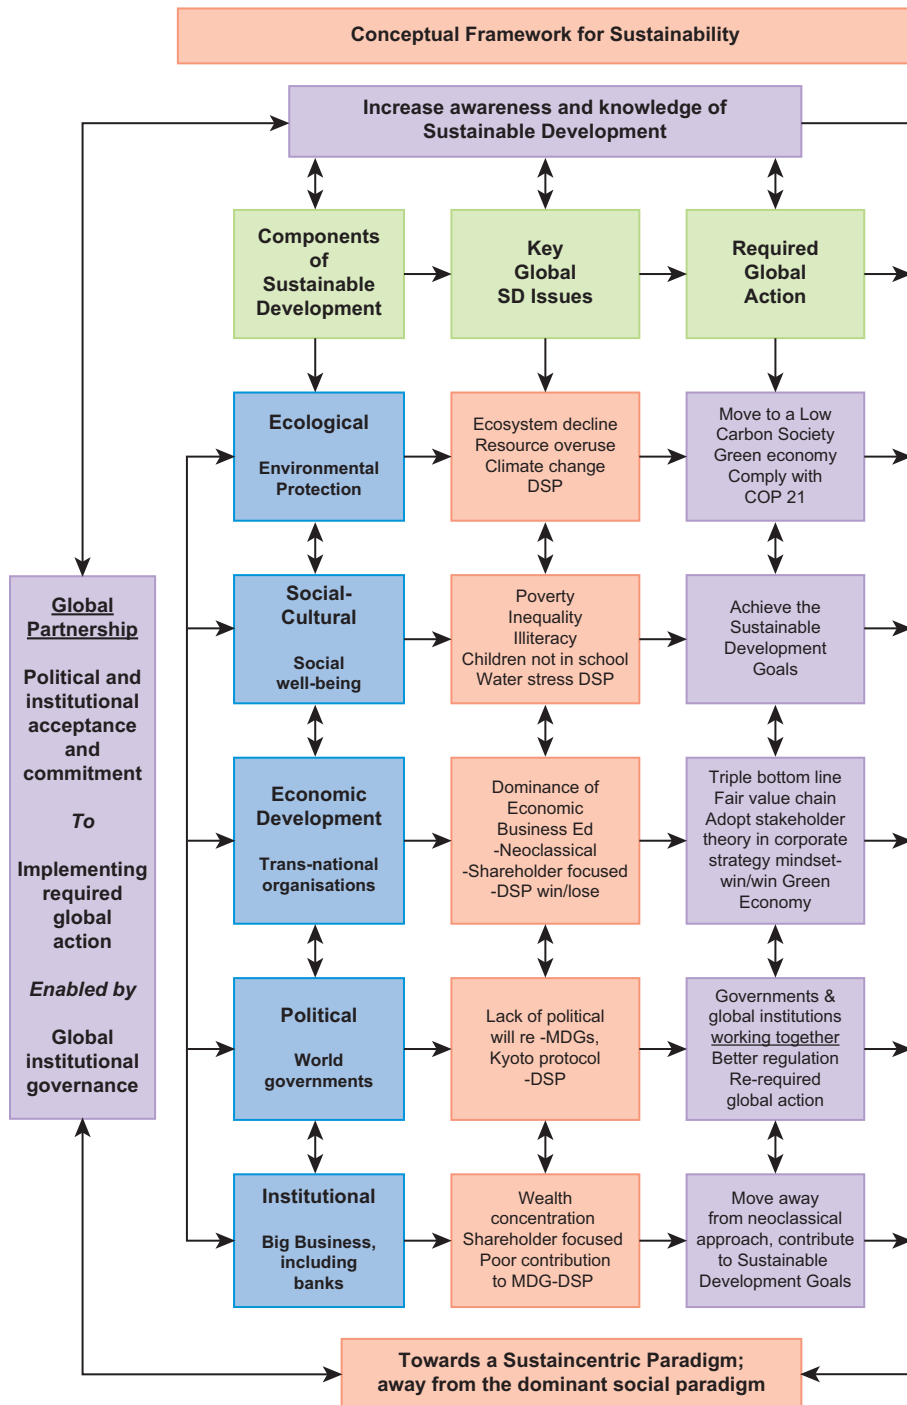 Conceptual Framework for Sustainability
Increase awareness and knowledge of
Sustainable Development
Components
of
Sustainable
Development
Key
Global
SD Issues
Required
Global
Action
Ecological
Environmental
Protection
Ecosystem decline
Resource overuse
Climate change
DSP
Move to a Low
Carbon Society
Green economy
Comply with
COP 21
Global
Partnership
Political and
institutional
acceptance
and
commitment
To
Implementing
required
global
action
Enabled by
Global
institutional
governance
Social-
Cultural
Social
well-being
Poverty
Inequality
Illiteracy
Children not in school
Water stress DSP
Achieve the
Sustainable
Development
Goals
Economic
Development
Trans-national
organisations
Dominance of
Economic
Business Ed
-Neoclassical
-Shareholder focused
-DSP win/lose
Triple bottom line
Fair value chain
Adopt stakeholder
theory in corporate
strategy mindset-
win/win Green
Economy
Political
World
governments
Lack of political
will re -MDGs,
Kyoto protocol
-DSP
Governments &
global institutions
working together
Better regulation
Re-required
global action
Institutional
Big Business,
including
banks
Wealth
concentration
Shareholder focused
Poor contribution
to MDG-DSP
Move away
from neoclassical
approach, contribute
to Sustainable
Development Goals
Towards a Sustaincentric Paradigm;
away from the dominant social paradigm